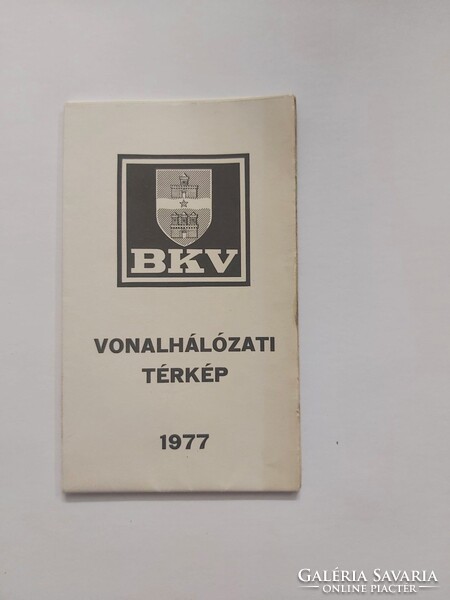 BKV
VONALHÁLÓZATI
TÉRKÉP
1977
GALÉRIA SAVARIA
ONLINE PIACTÉR